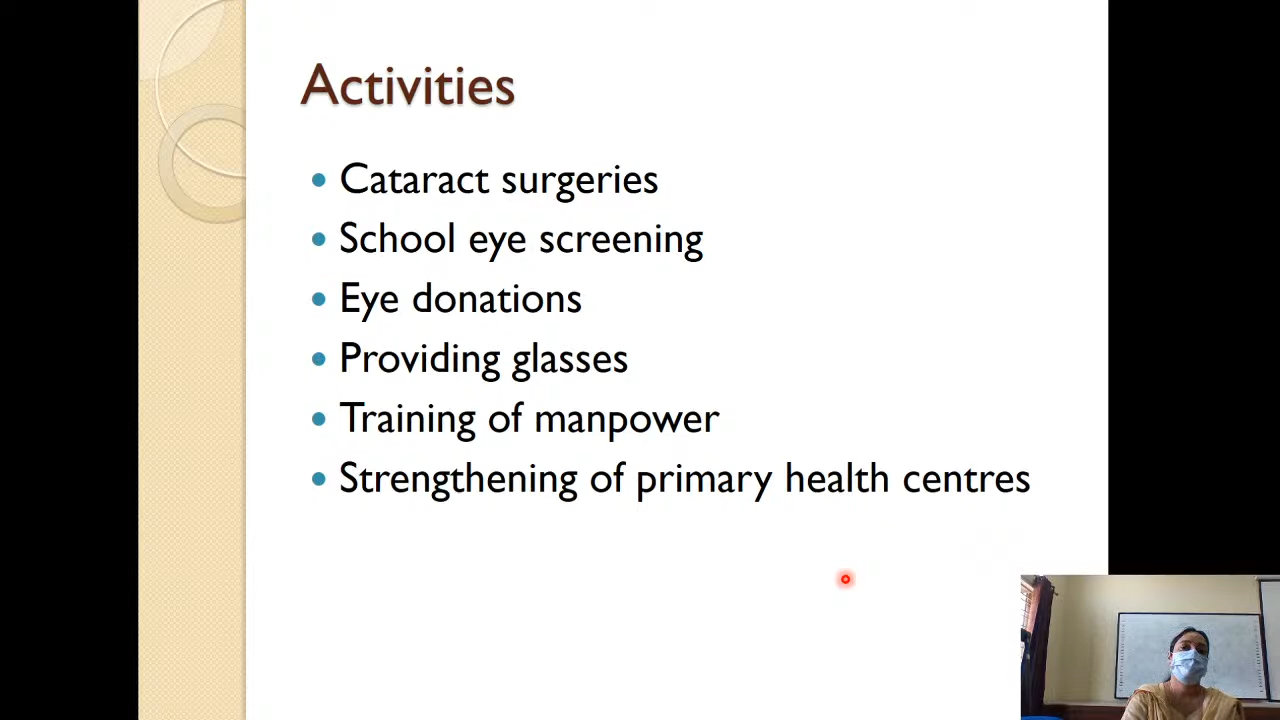 Activities
Cataract surgeries
School eye screening
Eye donations
Providing glasses
Training of manpower
Strengthening of primary health centres